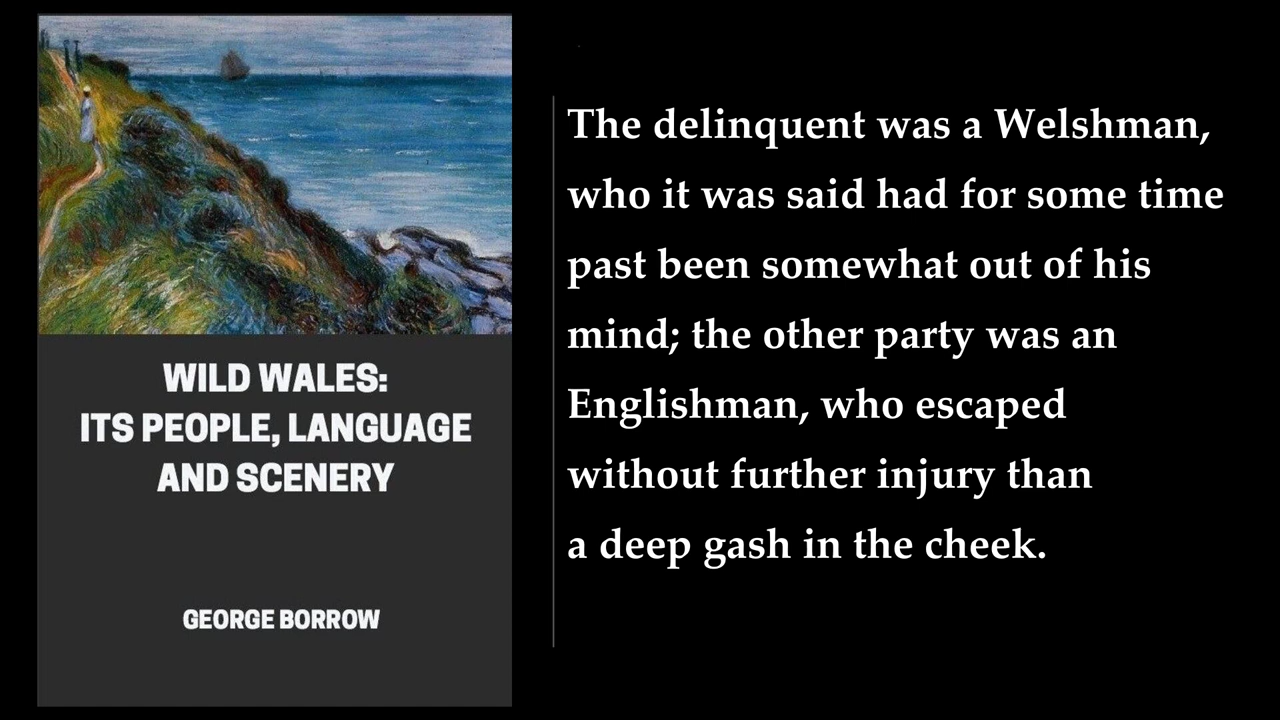 WILD WALES:
ITS PEOPLE, LANGUAGE
AND SCENERY
GEORGE BORROW
The delinquent was a Welshman,
who it was said had for some time
past been somewhat out of his
mind; the other party was an
Englishman, who escaped
without further injury than
a deep gash in the cheek.